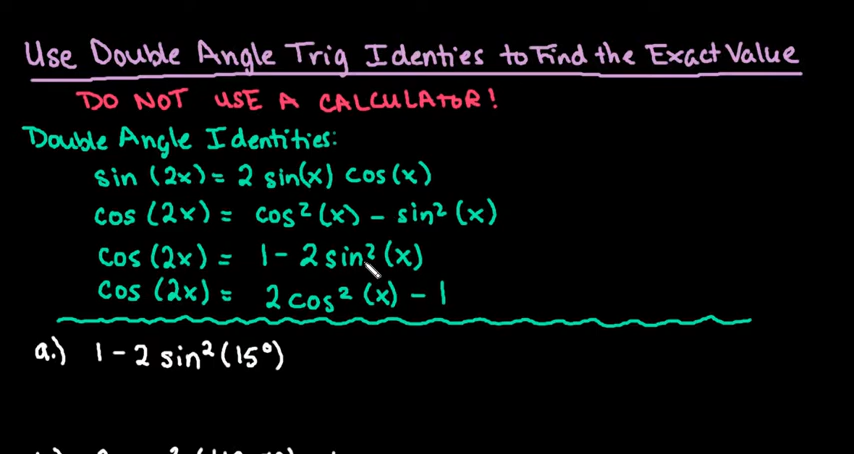 Use Double Angle Trig Identies to Find the Exact Value
DO NOT USE A CALCULATOR!
Double Angle Identities:
sin (2x) = 2 sin(x) cos(x)
cos (2x) = cos² (x) - sin² (x)
cos (2x) = 1 - 2 sin² (x)
cos (2x) = 2 cos² (x) - 1
a.) 1 - 2 sin² (15°)